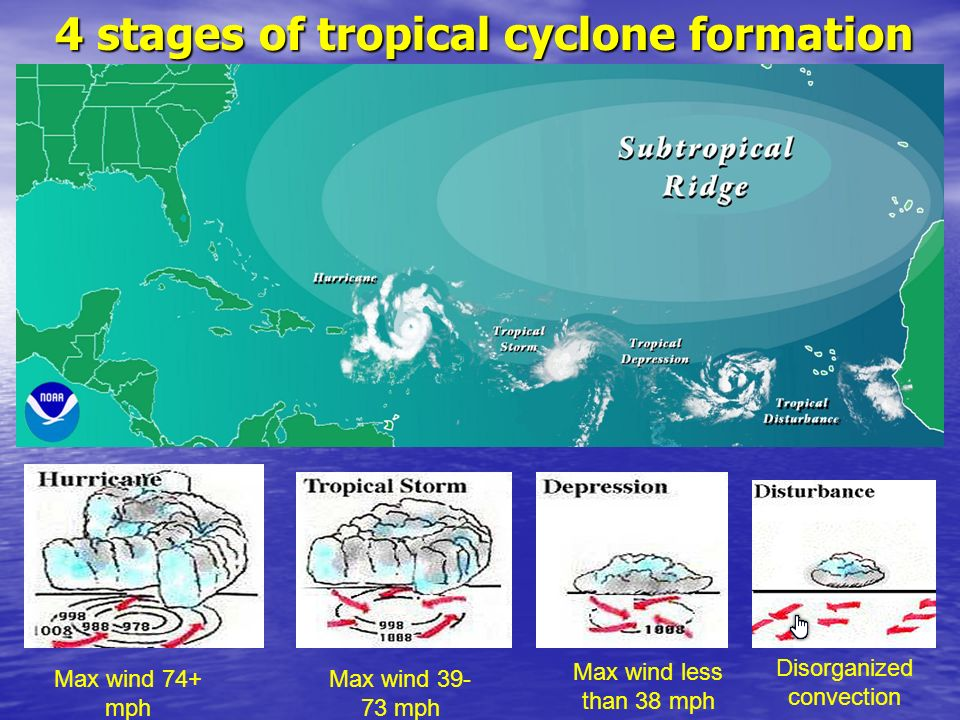 4 stages of tropical cyclone formation
Subtropical
Ridge
Hurricane
Tropical
Storm
Tropical
Depression
Tropical
Disturbance
NOAA
Hurricane
998
1008 988 978
Tropical Storm
998
1008
Depression
1008
Disturbance
Max wind 74+
mph
Max wind 39-
73 mph
Max wind less
than 38 mph
Disorganized
convection